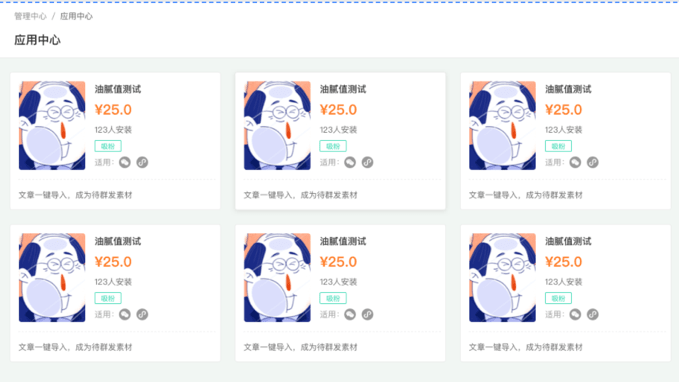 管理中心 / 应用中心
应用中心
油腻值测试
¥25.0
123人安装
吸粉
适用：
文章一键导入，成为待群发素材
油腻值测试
¥25.0
123人安装
吸粉
适用：
文章一键导入，成为待群发素材
油腻值测试
¥25.0
123人安装
吸粉
适用：
文章一键导入，成为待群发素材
油腻值测试
¥25.0
123人安装
吸粉
适用：
文章一键导入，成为待群发素材
油腻值测试
¥25.0
123人安装
吸粉
适用：
文章一键导入，成为待群发素材
油腻值测试
¥25.0
123人安装
吸粉
适用：
文章一键导入，成为待群发素材